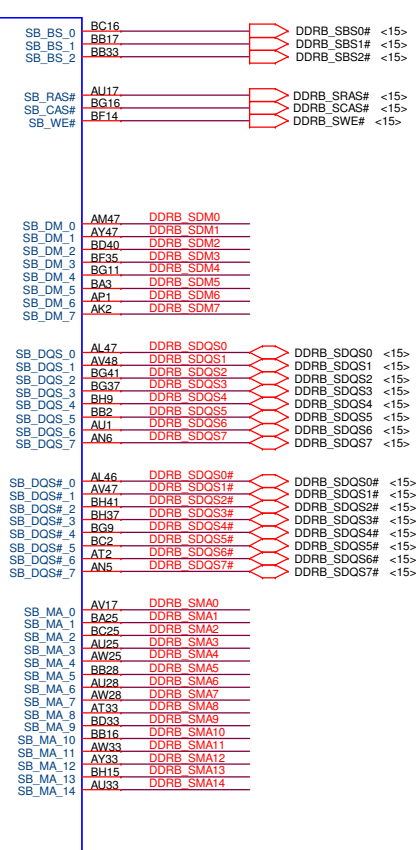 SB_BS_0 BC16 DDRB_SBS0# <15>
SB_BS_1 BB17 DDRB_SBS1# <15>
SB_BS_2 BB33 DDRB_SBS2# <15>
SB_RAS# AU17 DDRB_SRAS# <15>
SB_CAS# BG16 DDRB_SCAS# <15>
SB_WE# BF14 DDRB_SWE# <15>
SB_DM_0 AM47 DDRB_SDM0
SB_DM_1 AY47 DDRB_SDM1
SB_DM_2 BD40 DDRB_SDM2
SB_DM_3 BF35 DDRB_SDM3
SB_DM_4 BG11 DDRB_SDM4
SB_DM_5 BA3 DDRB_SDM5
SB_DM_6 AP1 DDRB_SDM6
SB_DM_7 AK2 DDRB_SDM7
SB_DQS_0 AL47 DDRB_SDQS0 DDRB_SDQS0 <15>
SB_DQS_1 AV48 DDRB_SDQS1 DDRB_SDQS1 <15>
SB_DQS_2 BG41 DDRB_SDQS2 DDRB_SDQS2 <15>
SB_DQS_3 BG37 DDRB_SDQS3 DDRB_SDQS3 <15>
SB_DQS_4 BH9 DDRB_SDQS4 DDRB_SDQS4 <15>
SB_DQS_5 BB2 DDRB_SDQS5 DDRB_SDQS5 <15>
SB_DQS_6 AU1 DDRB_SDQS6 DDRB_SDQS6 <15>
SB_DQS_7 AN6 DDRB_SDQS7 DDRB_SDQS7 <15>
SB_DQS#_0 AL46 DDRB_SDQS0# DDRB_SDQS0# <15>
SB_DQS#_1 AV47 DDRB_SDQS1# DDRB_SDQS1# <15>
SB_DQS#_2 BH41 DDRB_SDQS2# DDRB_SDQS2# <15>
SB_DQS#_3 BH37 DDRB_SDQS3# DDRB_SDQS3# <15>
SB_DQS#_4 BG9 DDRB_SDQS4# DDRB_SDQS4# <15>
SB_DQS#_5 BC2 DDRB_SDQS5# DDRB_SDQS5# <15>
SB_DQS#_6 AT2 DDRB_SDQS6# DDRB_SDQS6# <15>
SB_DQS#_7 AN5 DDRB_SDQS7# DDRB_SDQS7# <15>
SB_MA_0 AV17 DDRB_SMA0
SB_MA_1 BA25 DDRB_SMA1
SB_MA_2 BC25 DDRB_SMA2
SB_MA_3 AU25 DDRB_SMA3
SB_MA_4 AW25 DDRB_SMA4
SB_MA_5 BB28 DDRB_SMA5
SB_MA_6 AU28 DDRB_SMA6
SB_MA_7 AW28 DDRB_SMA7
SB_MA_8 AT33 DDRB_SMA8
SB_MA_9 BD33 DDRB_SMA9
SB_MA_10 BB16 DDRB_SMA10
SB_MA_11 AW33 DDRB_SMA11
SB_MA_12 AY33 DDRB_SMA12
SB_MA_13 BH15 DDRB_SMA13
SB_MA_14 AU33 DDRB_SMA14